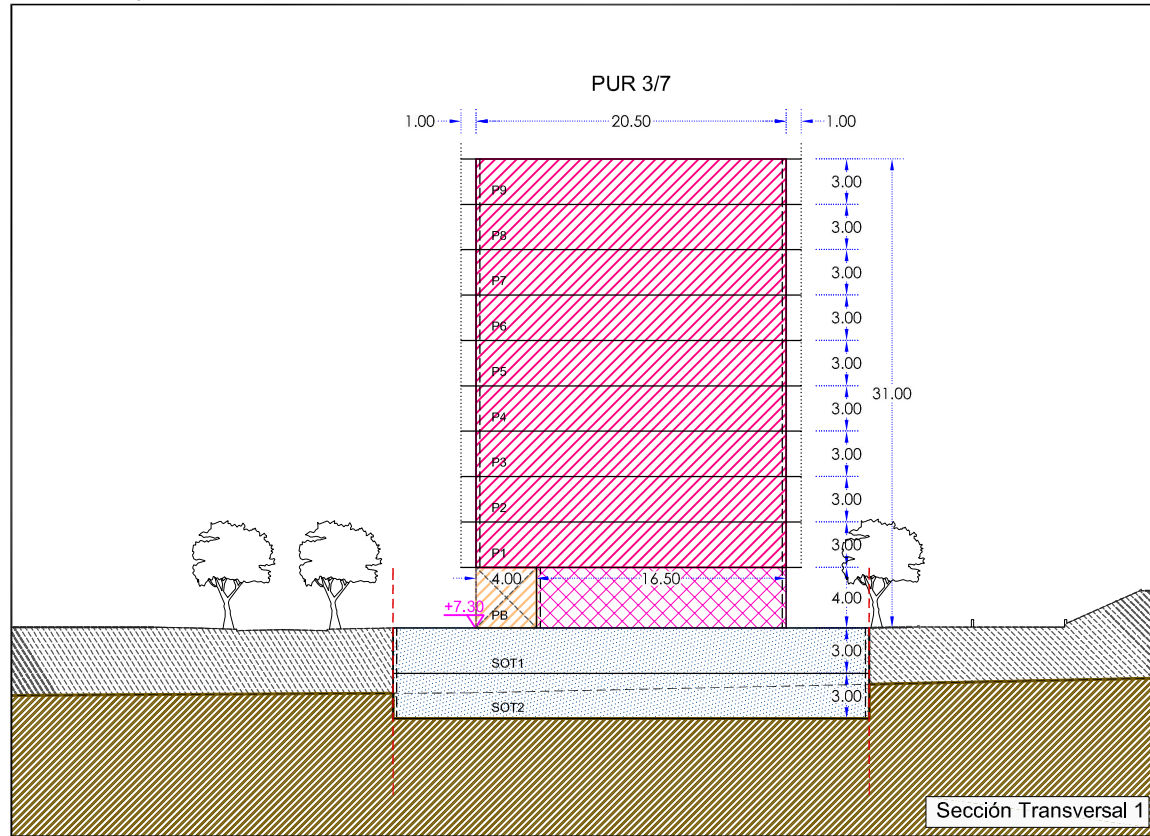 PUR 3/7
1.00 20.50 1.00
P9 3.00
P8 3.00
P7 3.00
P6 3.00
P5 3.00
31.00
P4 3.00
P3 3.00
P2 3.00
P1 3.00
4.00 16.50
+7.30 4.00
PB
SOT1 3.00
SOT2 3.00
Sección Transversal 1